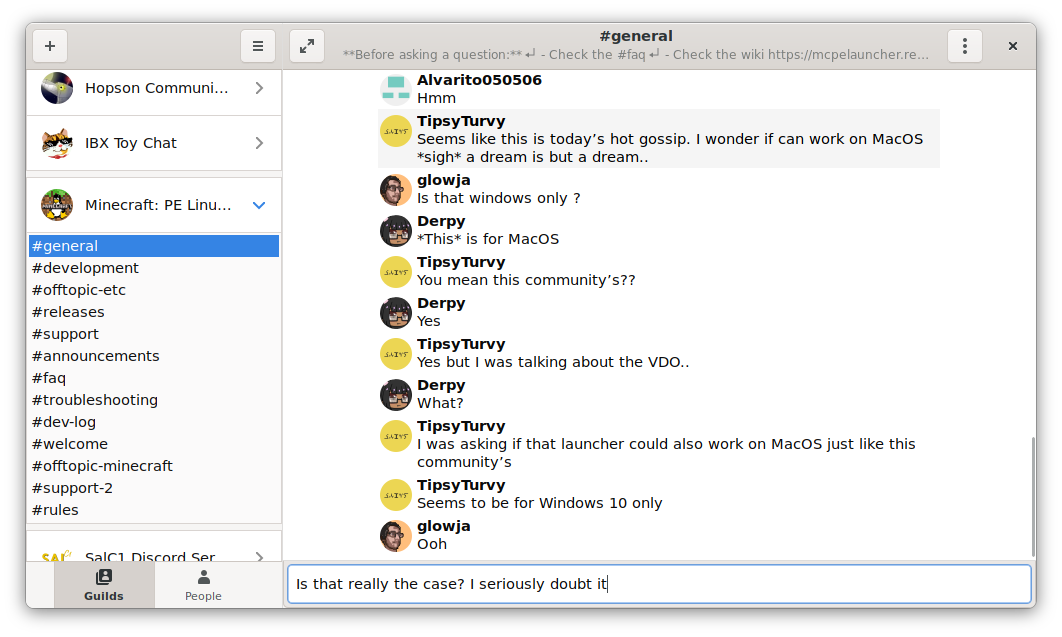 #general
**Before asking a question:** ↵ - Check the #faq ↵ - Check the wiki https://mcpelauncher.re...
Hopson Communi...
IBX Toy Chat
Minecraft: PE Linu...
#general
#development
#offtopic-etc
#releases
#support
#announcements
#faq
#troubleshooting
#dev-log
#welcome
#offtopic-minecraft
#support-2
#rules
SalC1 Discord Ser
Guilds
People
Alvarito050506
Hmm
TipsyTurvy
Seems like this is today’s hot gossip. I wonder if can work on MacOS
*sigh* a dream is but a dream..
glowja
Is that windows only ?
Derpy
*This* is for MacOS
TipsyTurvy
You mean this community’s??
Derpy
Yes
TipsyTurvy
Yes but I was talking about the VDO..
Derpy
What?
TipsyTurvy
I was asking if that launcher could also work on MacOS just like this
community’s
TipsyTurvy
Seems to be for Windows 10 only
glowja
Ooh
Is that really the case? I seriously doubt it